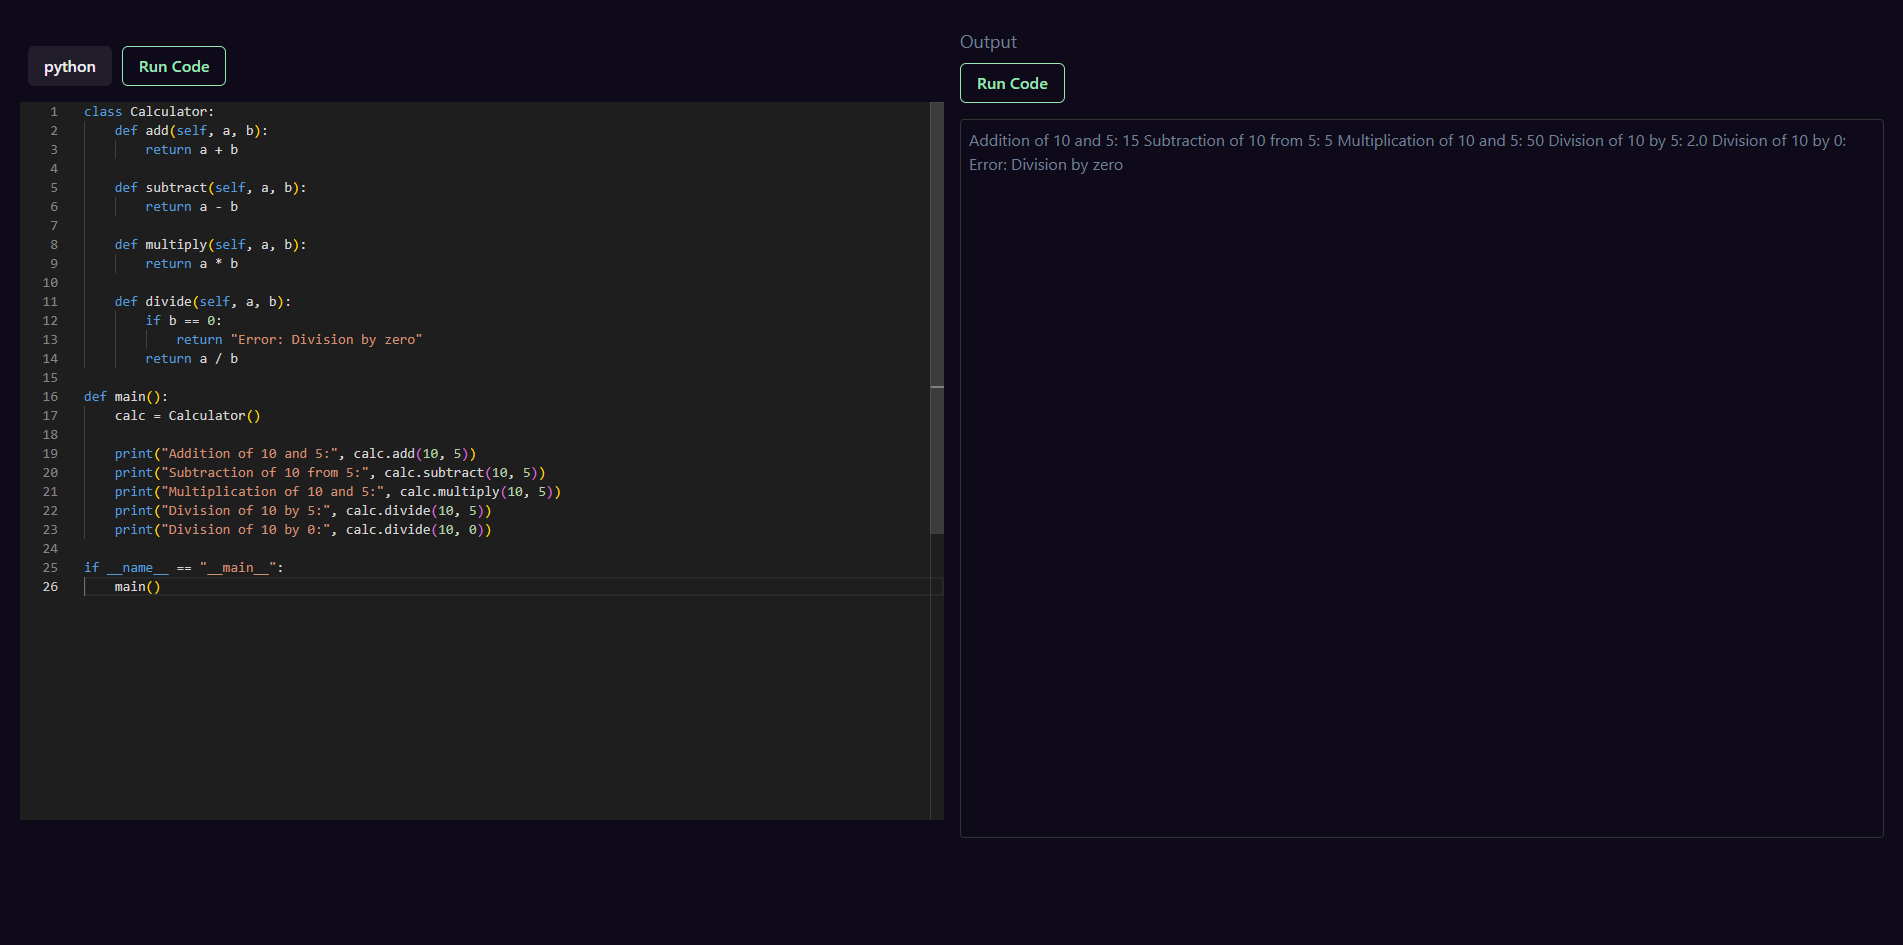 python
Run Code
1 class Calculator:
2     def add(self, a, b):
3         return a + b
4
5     def subtract(self, a, b):
6         return a - b
7
8     def multiply(self, a, b):
9         return a * b
10
11     def divide(self, a, b):
12         if b == 0:
13             return "Error: Division by zero"
14         return a / b
15
16 def main():
17     calc = Calculator()
18
19     print("Addition of 10 and 5:", calc.add(10, 5))
20     print("Subtraction of 10 from 5:", calc.subtract(10, 5))
21     print("Multiplication of 10 and 5:", calc.multiply(10, 5))
22     print("Division of 10 by 5:", calc.divide(10, 5))
23     print("Division of 10 by 0:", calc.divide(10, 0))
24
25 if __name__ == "__main__":
26     main()
Output
Run Code
Addition of 10 and 5: 15 Subtraction of 10 from 5: 5 Multiplication of 10 and 5: 50 Division of 10 by 5: 2.0 Division of 10 by 0:
Error: Division by zero